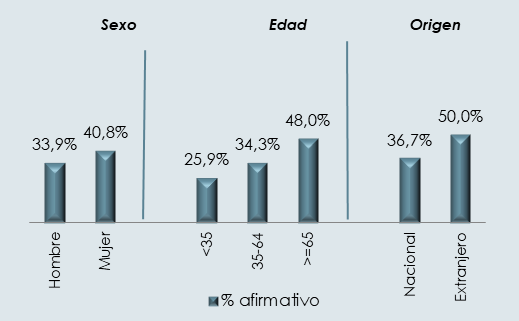 Sexo Edad Origen
33,9% 40,8% 25,9% 34,3% 48,0% 36,7% 50,0%
Hombre Mujer <35 35-64 >=65 Nacional Extranjero
% afirmativo